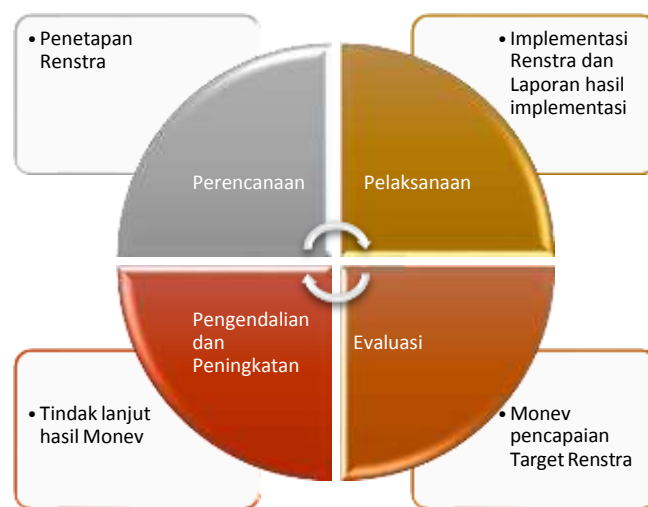 • Penetapan
Renstra
• Implementasi
Renstra dan
Laporan hasil
implementasi
Perencanaan
Pelaksanaan
Pengendalian
dan
Peningkatan
Evaluasi
• Tindak lanjut
hasil Monev
• Monev
pencapaian
Target Renstra